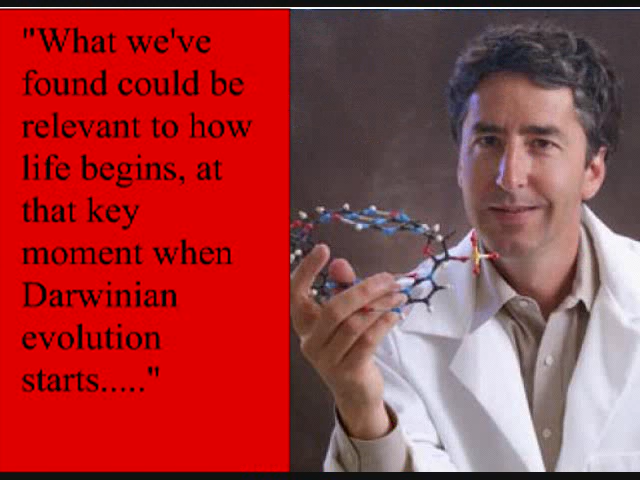 "What we've
found could be
relevant to how
life begins, at
that key
moment when
Darwinian
evolution
starts....."